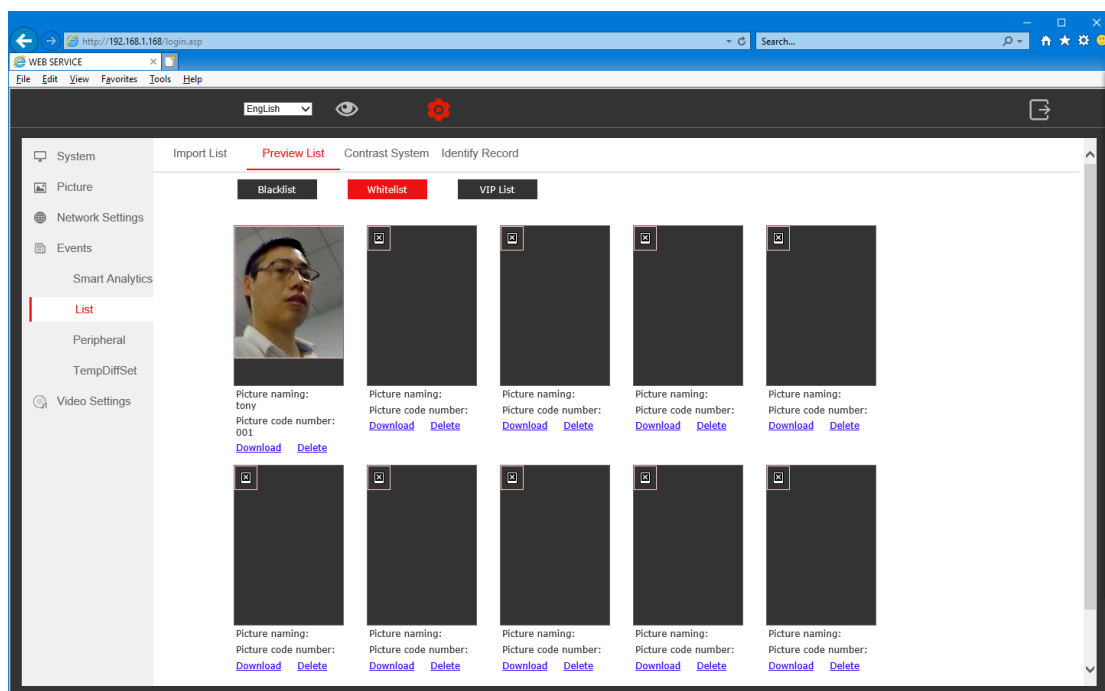 http://192.168.1.168/login.asp
Search...
WEB SERVICE
File Edit View Favorites Tools Help
EngLish
System
Import List Preview List Contrast System Identify Record
Picture
Blacklist Whitelist VIP List
Network Settings
Events
Smart Analytics
List
Peripheral
TempDiffSet
Video Settings
Picture naming: Picture naming: Picture naming: Picture naming: Picture naming:
tony
Picture code number: Picture code number: Picture code number: Picture code number: Picture code number:
001
Download Delete Download Delete Download Delete Download Delete Download Delete
Picture naming: Picture naming: Picture naming: Picture naming: Picture naming:
Picture code number: Picture code number: Picture code number: Picture code number: Picture code number:
Download Delete Download Delete Download Delete Download Delete Download Delete